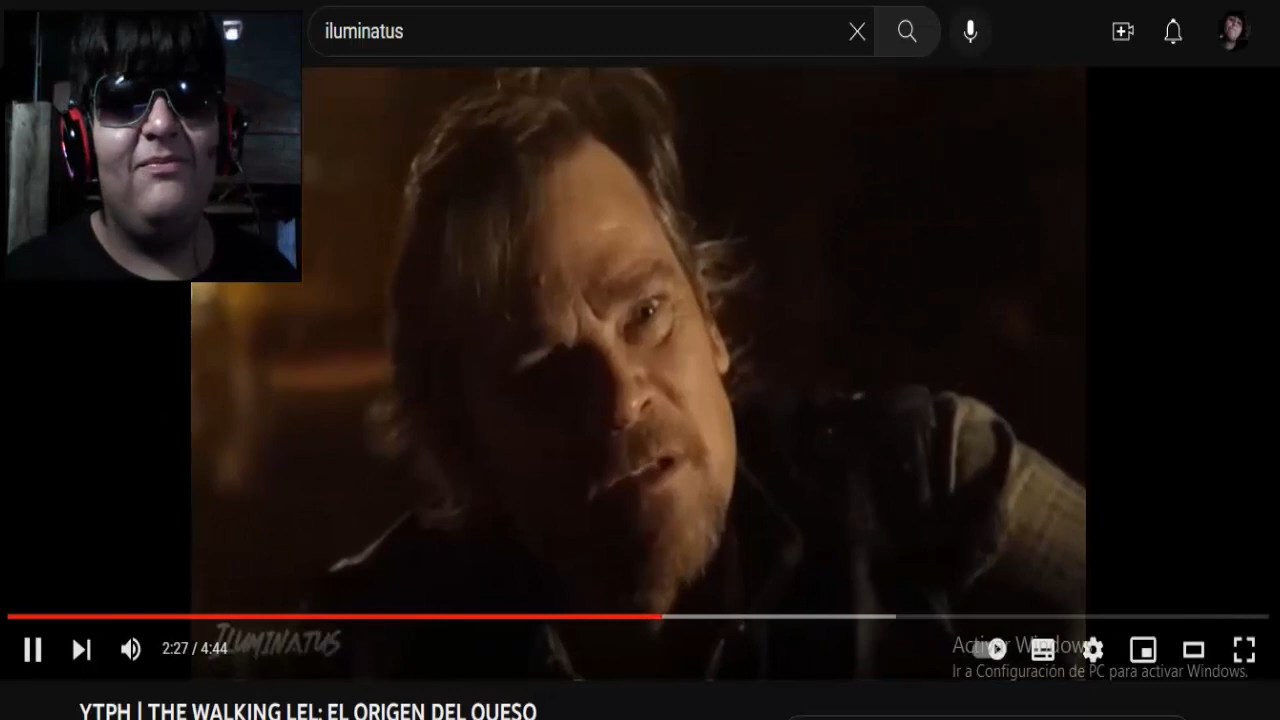 iluminatus
ILUMINATUS
2:27 / 4:44
Activar Windows
Ir a Configuración de PC para activar Windows.
YTPH | THE WALKING LEL: EL ORIGEN DEL QUESO